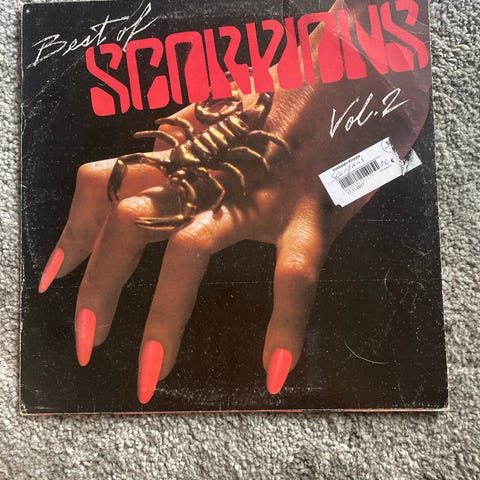 Best of
SCORPIONS
Vol. 2